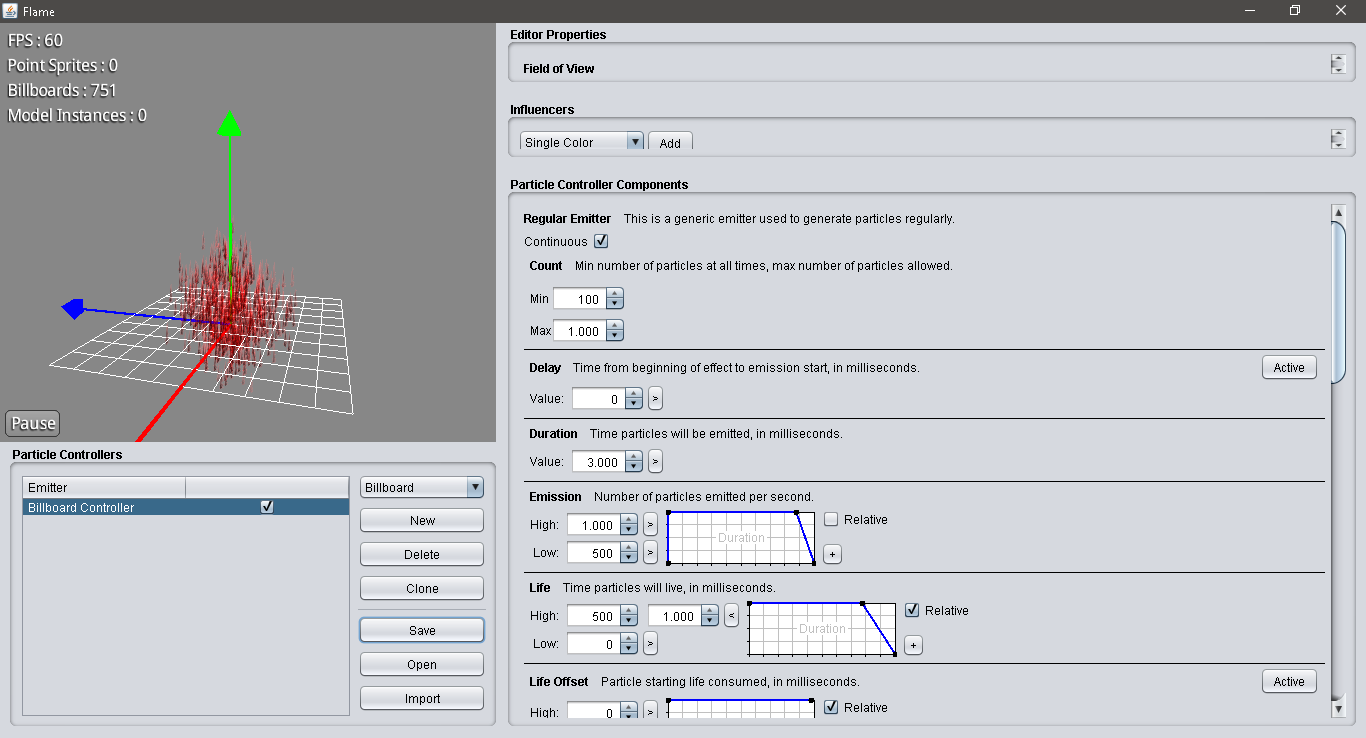 Flame
FPS : 60
Point Sprites : 0
Billboards : 751
Model Instances : 0
Pause
Particle Controllers
Emitter
Billboard Controller
Billboard
New
Delete
Clone
Save
Open
Import
Editor Properties
Field of View
Influencers
Single Color Add
Particle Controller Components
Regular Emitter This is a generic emitter used to generate particles regularly.
Continuous
Count Min number of particles at all times, max number of particles allowed.
Min 100
Max 1.000
Delay Time from beginning of effect to emission start, in milliseconds. Active
Value: 0 >
Duration Time particles will be emitted, in milliseconds.
Value: 3.000 >
Emission Number of particles emitted per second.
High: 1.000 > Relative
Duration
Low: 500 > +
Life Time particles will live, in milliseconds.
High: 500 1.000 < Relative
Duration
Low: 0 > +
Life Offset Particle starting life consumed, in milliseconds. Active
High: 0 > Relative